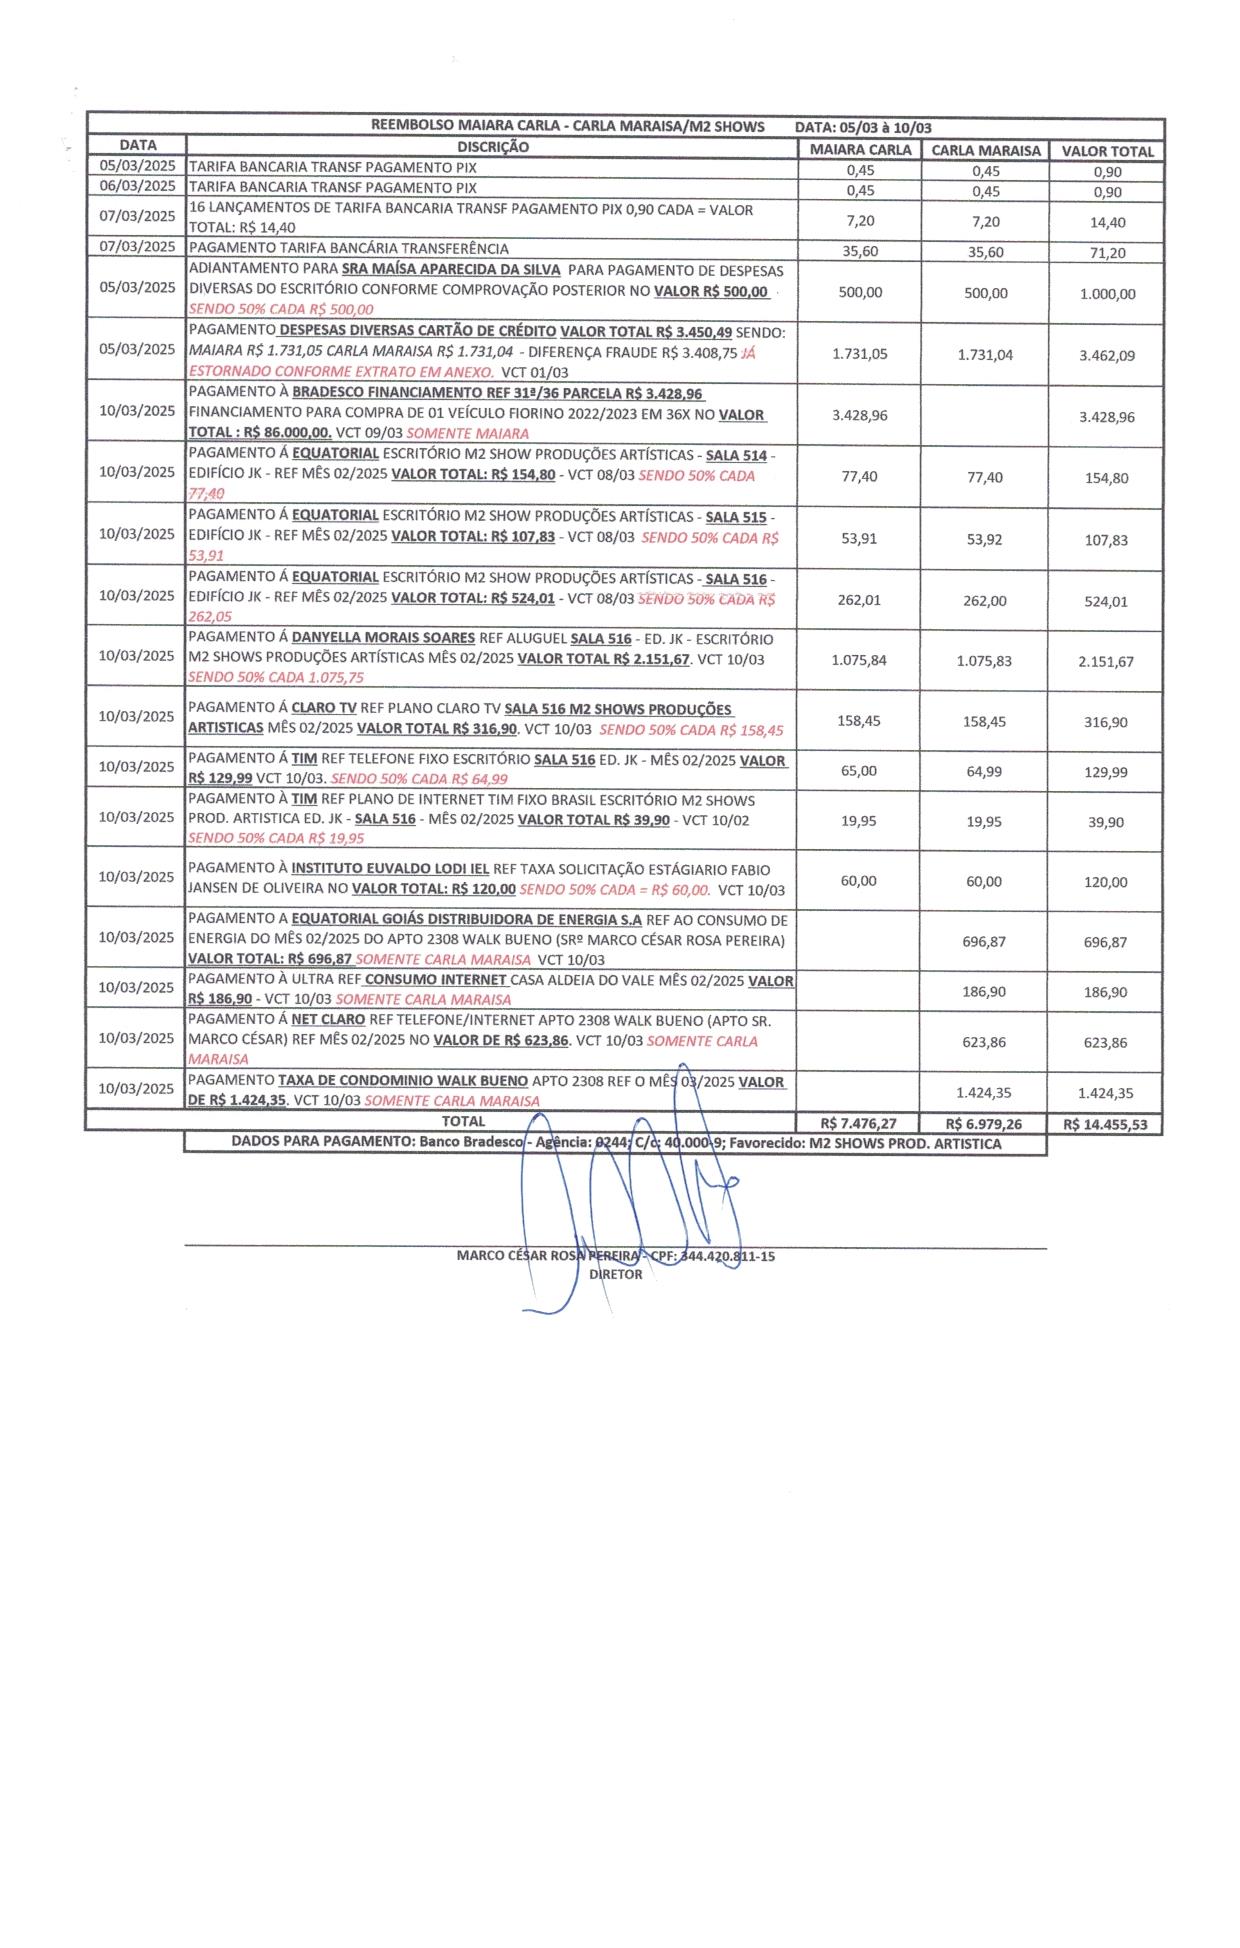 REEMBOLSO MAIARA CARLA - CARLA MARAISA/M2 SHOWS DATA: 05/03 à 10/03
DATA DISCRIÇÃO MAIARA CARLA CARLA MARAISA VALOR TOTAL
05/03/2025 TARIFA BANCARIA TRANSF PAGAMENTO PIX 0,45 0,45 0,90
06/03/2025 TARIFA BANCARIA TRANSF PAGAMENTO PIX 0,45 0,45 0,90
07/03/2025 16 LANÇAMENTOS DE TARIFA BANCARIA TRANSF PAGAMENTO PIX 0,90 CADA = VALOR
TOTAL: R$ 14,40 7,20 7,20 14,40
07/03/2025 PAGAMENTO TARIFA BANCÁRIA TRANSFERÊNCIA 35,60 35,60 71,20
ADIANTAMENTO PARA SRA MAÍSA APARECIDA DA SILVA PARA PAGAMENTO DE DESPESAS
05/03/2025 DIVERSAS DO ESCRITÓRIO CONFORME COMPROVAÇÃO POSTERIOR NO VALOR R$ 500,00 500,00 500,00 1.000,00
SENDO 50% CADA R$ 500,00
PAGAMENTO DESPESAS DIVERSAS CARTÃO DE CRÉDITO VALOR TOTAL R$ 3.450,49 SENDO:
05/03/2025 MAIARA R$ 1.731,05 CARLA MARAISA R$ 1.731,04 - DIFERENÇA FRAUDE R$ 3.408,75 JÁ 1.731,05 1.731,04 3.462,09
ESTORNADO CONFORME EXTRATO EM ANEXO. VCT 01/03
PAGAMENTO À BRADESCO FINANCIAMENTO REF 31ª/36 PARCELA R$ 3.428,96
10/03/2025 FINANCIAMENTO PARA COMPRA DE 01 VEÍCULO FIORINO 2022/2023 EM 36X NO VALOR 3.428,96 3.428,96
TOTAL : R$ 86.000,00. VCT 09/03 SOMENTE MAIARA
PAGAMENTO Á EQUATORIAL ESCRITÓRIO M2 SHOW PRODUÇÕES ARTÍSTICAS - SALA 514 -
10/03/2025 EDIFÍCIO JK - REF MÊS 02/2025 VALOR TOTAL: R$ 154,80 - VCT 08/03 SENDO 50% CADA 77,40 77,40 154,80
77,40
PAGAMENTO Á EQUATORIAL ESCRITÓRIO M2 SHOW PRODUÇÕES ARTÍSTICAS - SALA 515 -
10/03/2025 EDIFÍCIO JK - REF MÊS 02/2025 VALOR TOTAL: R$ 107,83 - VCT 08/03 SENDO 50% CADA R$ 53,91 53,92 107,83
53,91
PAGAMENTO Á EQUATORIAL ESCRITÓRIO M2 SHOW PRODUÇÕES ARTÍSTICAS - SALA 516 -
10/03/2025 EDIFÍCIO JK - REF MÊS 02/2025 VALOR TOTAL: R$ 524,01 - VCT 08/03 SENDO 50% CADA R$ 262,01 262,00 524,01
262,05
PAGAMENTO Á DANYELLA MORAIS SOARES REF ALUGUEL SALA 516 - ED. JK - ESCRITÓRIO
10/03/2025 M2 SHOWS PRODUÇÕES ARTÍSTICAS MÊS 02/2025 VALOR TOTAL R$ 2.151,67. VCT 10/03 1.075,84 1.075,83 2.151,67
SENDO 50% CADA 1.075,75
10/03/2025 PAGAMENTO Á CLARO TV REF PLANO CLARO TV SALA 516 M2 SHOWS PRODUÇÕES
ARTISTICAS MÊS 02/2025 VALOR TOTAL R$ 316,90. VCT 10/03 SENDO 50% CADA R$ 158,45 158,45 158,45 316,90
10/03/2025 PAGAMENTO Á TIM REF TELEFONE FIXO ESCRITÓRIO SALA 516 ED. JK - MÊS 02/2025 VALOR
R$ 129,99 VCT 10/03. SENDO 50% CADA R$ 64,99 65,00 64,99 129,99
PAGAMENTO À TIM REF PLANO DE INTERNET TIM FIXO BRASIL ESCRITÓRIO M2 SHOWS
10/03/2025 PROD. ARTISTICA ED. JK - SALA 516 - MÊS 02/2025 VALOR TOTAL R$ 39,90 - VCT 10/02 19,95 19,95 39,90
SENDO 50% CADA R$ 19,95
10/03/2025 PAGAMENTO À INSTITUTO EUVALDO LODI IEL REF TAXA SOLICITAÇÃO ESTÁGIARIO FABIO
JANSEN DE OLIVEIRA NO VALOR TOTAL: R$ 120,00 SENDO 50% CADA = R$ 60,00. VCT 10/03 60,00 60,00 120,00
PAGAMENTO A EQUATORIAL GOIÁS DISTRIBUIDORA DE ENERGIA S.A REF AO CONSUMO DE
10/03/2025 ENERGIA DO MÊS 02/2025 DO APTO 2308 WALK BUENO (SRº MARCO CÉSAR ROSA PEREIRA) 696,87 696,87
VALOR TOTAL: R$ 696,87 SOMENTE CARLA MARAISA VCT 10/03
10/03/2025 PAGAMENTO À ULTRA REF CONSUMO INTERNET CASA ALDEIA DO VALE MÊS 02/2025 VALOR
R$ 186,90 - VCT 10/03 SOMENTE CARLA MARAISA 186,90 186,90
PAGAMENTO Á NET CLARO REF TELEFONE/INTERNET APTO 2308 WALK BUENO (APTO SR.
10/03/2025 MARCO CÉSAR) REF MÊS 02/2025 NO VALOR DE R$ 623,86. VCT 10/03 SOMENTE CARLA 623,86 623,86
MARAISA
10/03/2025 PAGAMENTO TAXA DE CONDOMINIO WALK BUENO APTO 2308 REF O MÊS 03/2025 VALOR
DE R$ 1.424,35. VCT 10/03 SOMENTE CARLA MARAISA 1.424,35 1.424,35
TOTAL R$ 7.476,27 R$ 6.979,26 R$ 14.455,53
DADOS PARA PAGAMENTO: Banco Bradesco - Agência: 0244; C/c: 40.000-9; Favorecido: M2 SHOWS PROD. ARTISTICA
MARCO CÉSAR ROSA PEREIRA - CPF: 344.420.811-15
DIRETOR